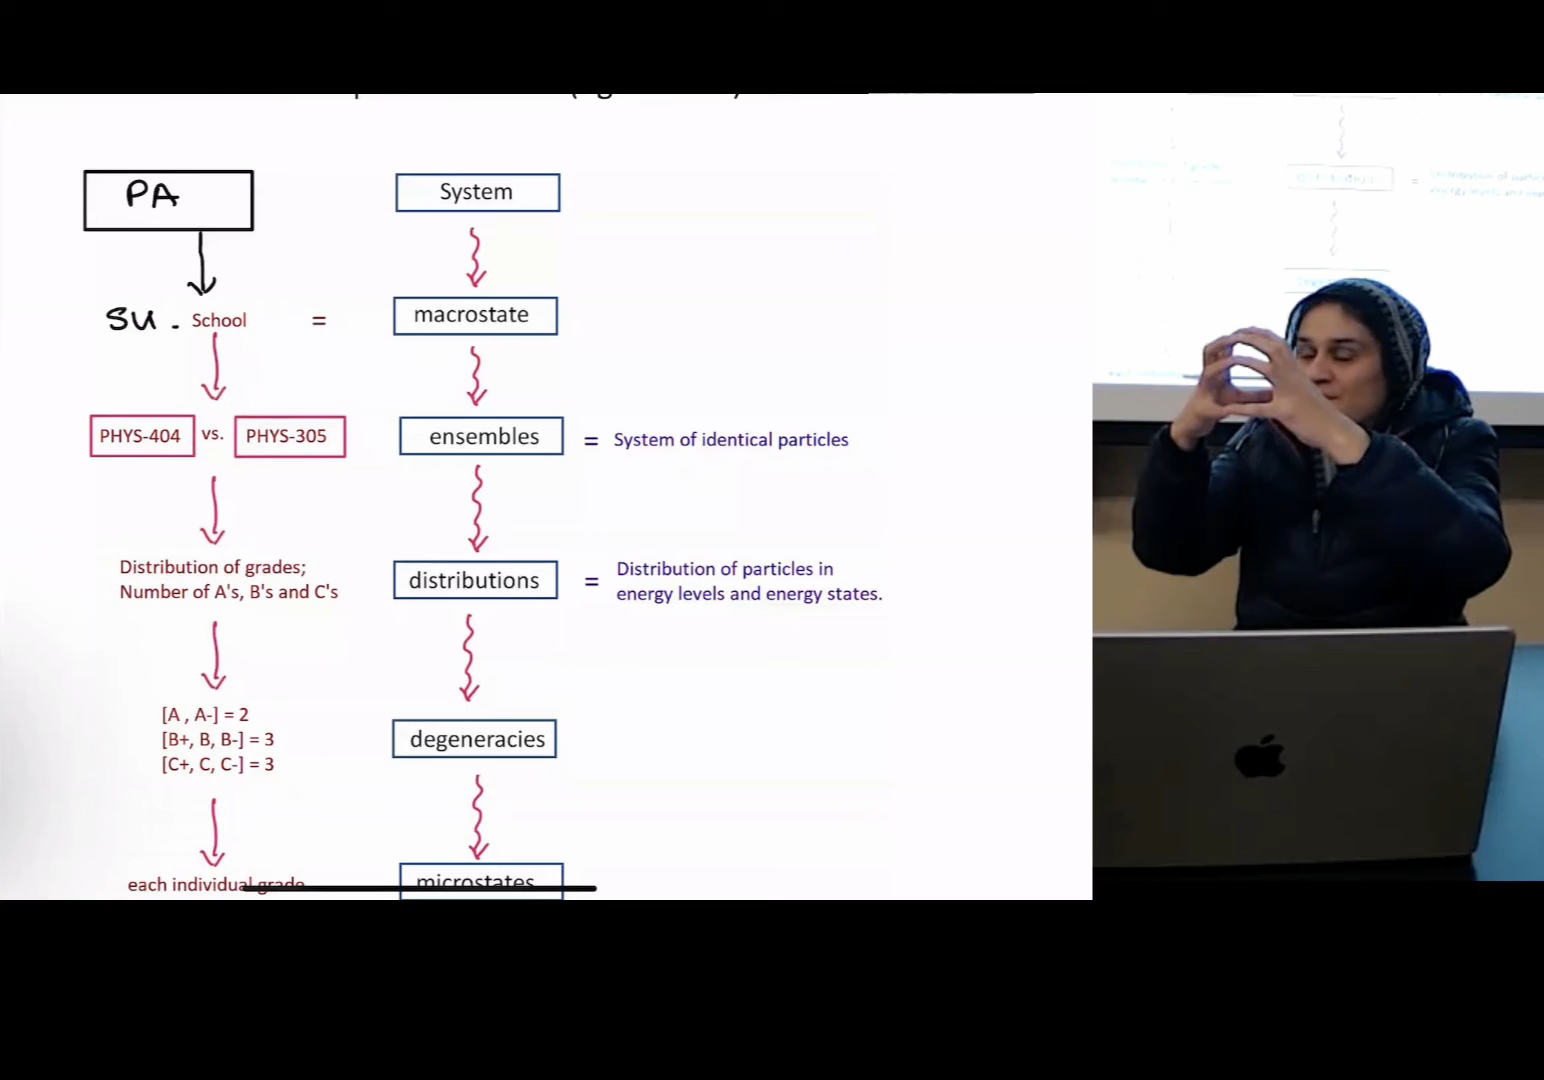 PA
System
SU. School = macrostate
PHYS-404 vs. PHYS-305
ensembles = System of identical particles
Distribution of grades;
Number of A's, B's and C's
distributions = Distribution of particles in
energy levels and energy states.
[A , A-] = 2
[B+, B, B-] = 3
[C+, C, C-] = 3
degeneracies
each individual grade
microstates